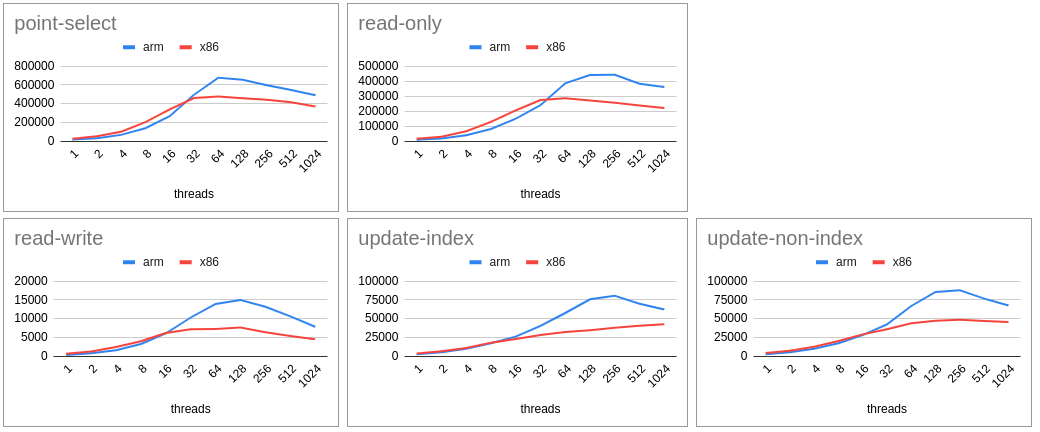 point-select
arm x86
800000
600000
400000
200000
0
1 2 4 8 16 32 64 128 256 512 1024
threads
read-only
arm x86
500000
400000
300000
200000
100000
0
1 2 4 8 16 32 64 128 256 512 1024
threads
read-write
arm x86
20000
15000
10000
5000
0
1 2 4 8 16 32 64 128 256 512 1024
threads
update-index
arm x86
100000
75000
50000
25000
0
1 2 4 8 16 32 64 128 256 512 1024
threads
update-non-index
arm x86
100000
75000
50000
25000
0
1 2 4 8 16 32 64 128 256 512 1024
threads